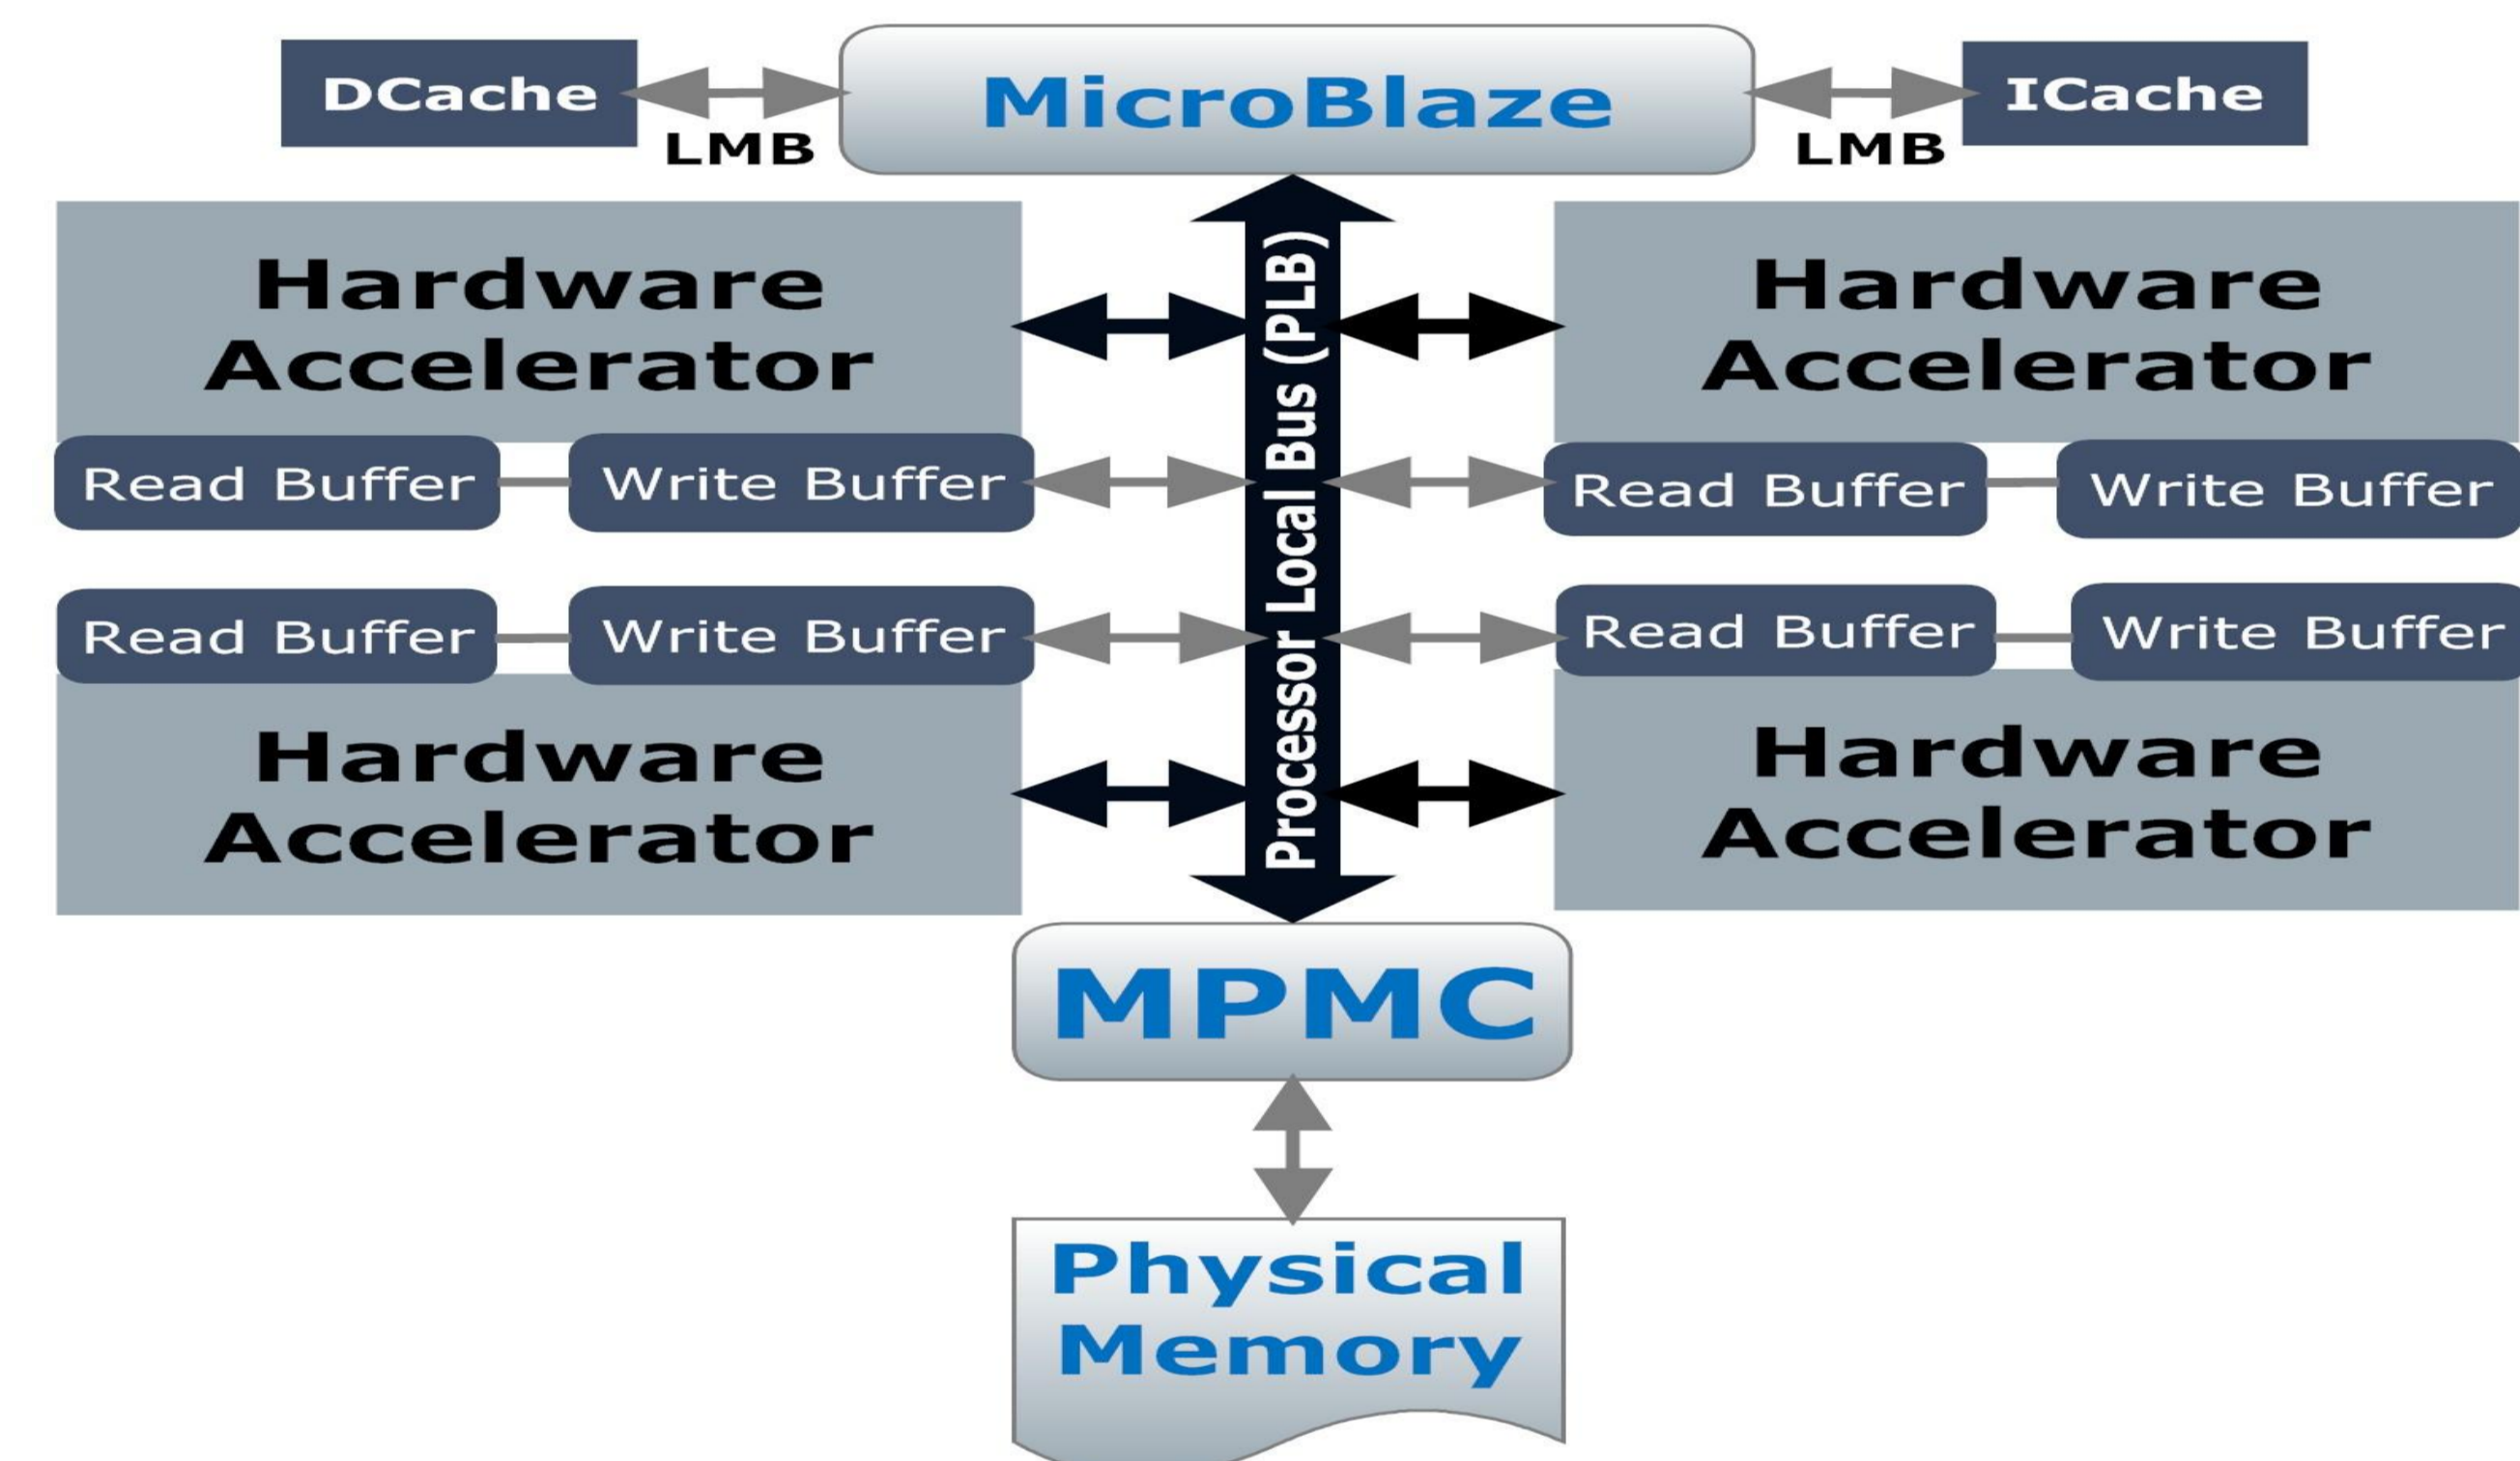 DCache
MicroBlaze
ICache
LMB
LMB
Hardware
Accelerator
Hardware
Accelerator
Processor Local Bus (PLB)
Read Buffer
Write Buffer
Read Buffer
Write Buffer
Read Buffer
Write Buffer
Read Buffer
Write Buffer
Hardware
Accelerator
Hardware
Accelerator
MPMC
Physical
Memory